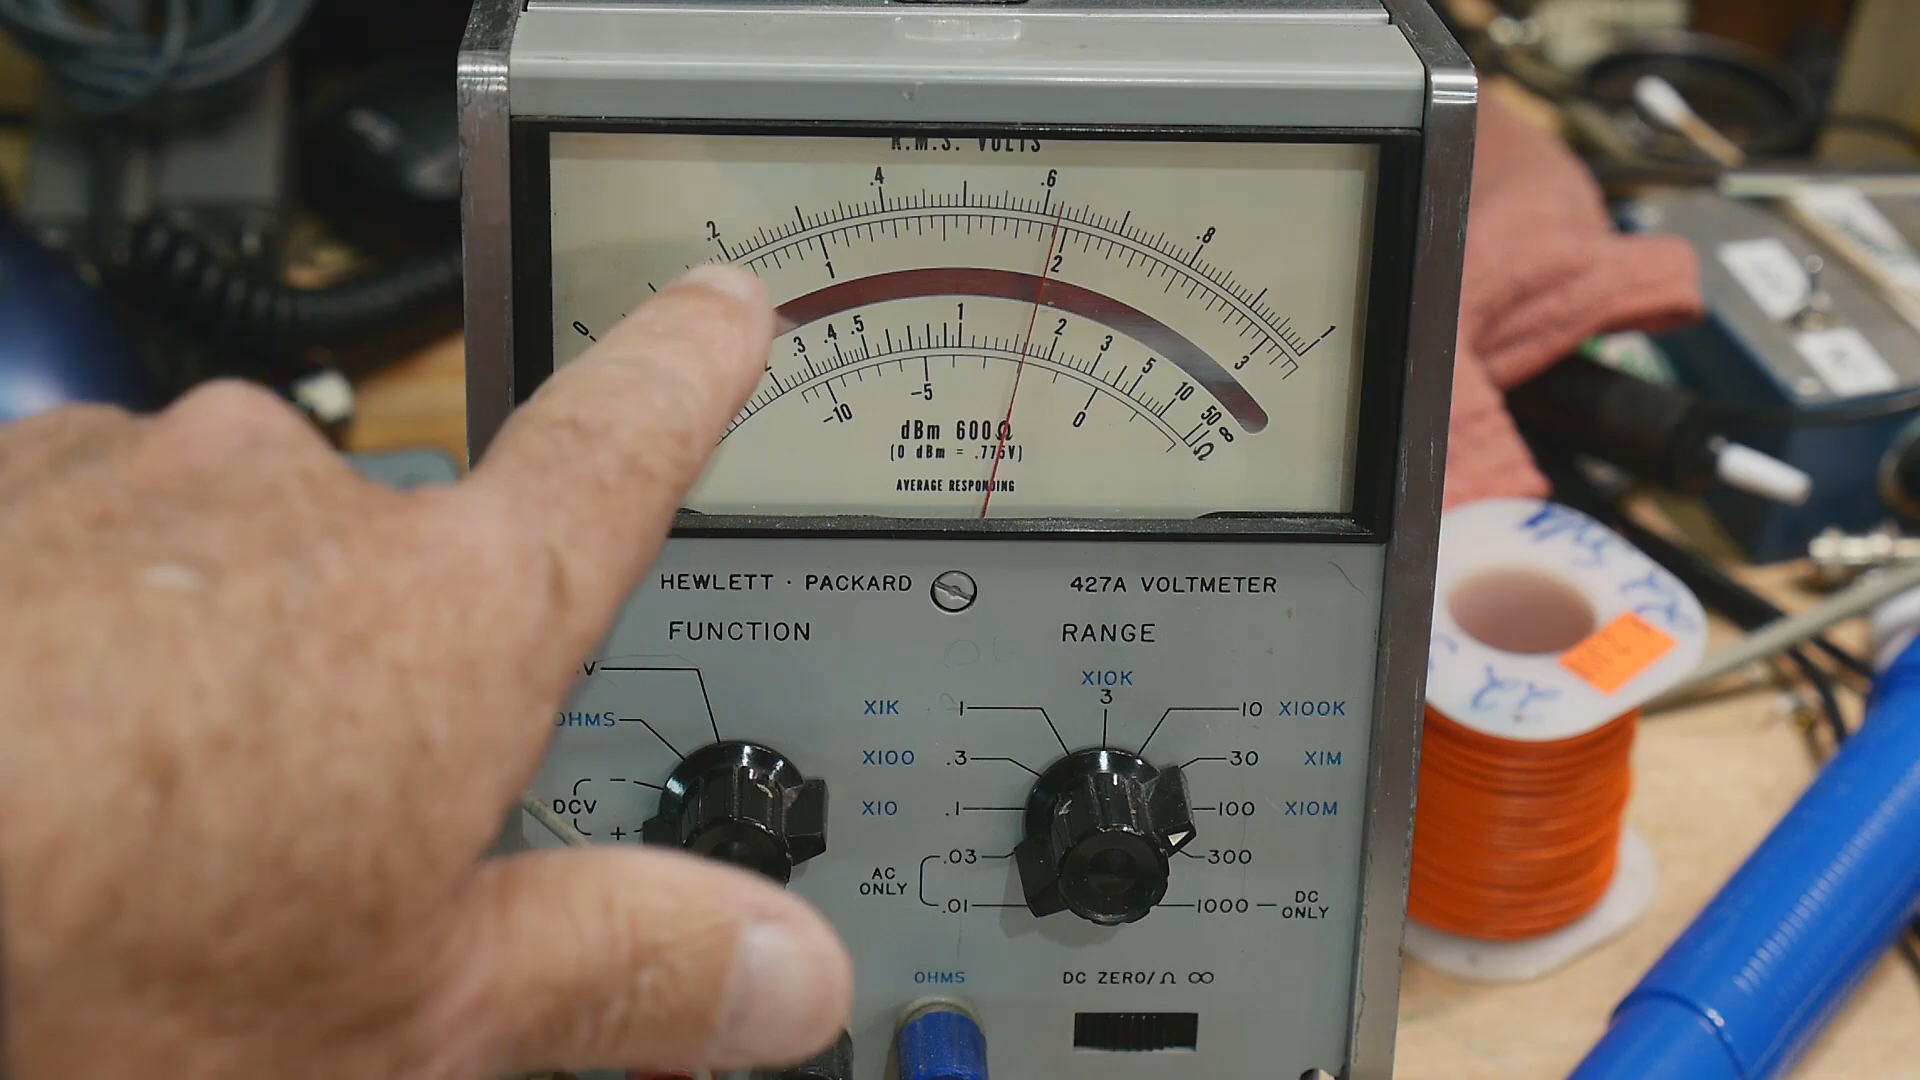 R.M.S. VOLTS
0 .2 .4 .6 .8 1
1 2 3
.3 .4 .5 1 2 3 5 10 50 ∞
Ω
-10 -5 0
dBm 600Ω
(0 dBm = .775V)
AVERAGE RESPONDING
HEWLETT · PACKARD 427A VOLTMETER
FUNCTION RANGE
V
OHMS
DCV
-
+
X10K
3
X1K 1 10 X100K
X100 .3 30 X1M
X10 .1 100 X10M
.03 300
AC ONLY
.01 1000
DC ONLY
OHMS DC ZERO/Ω ∞